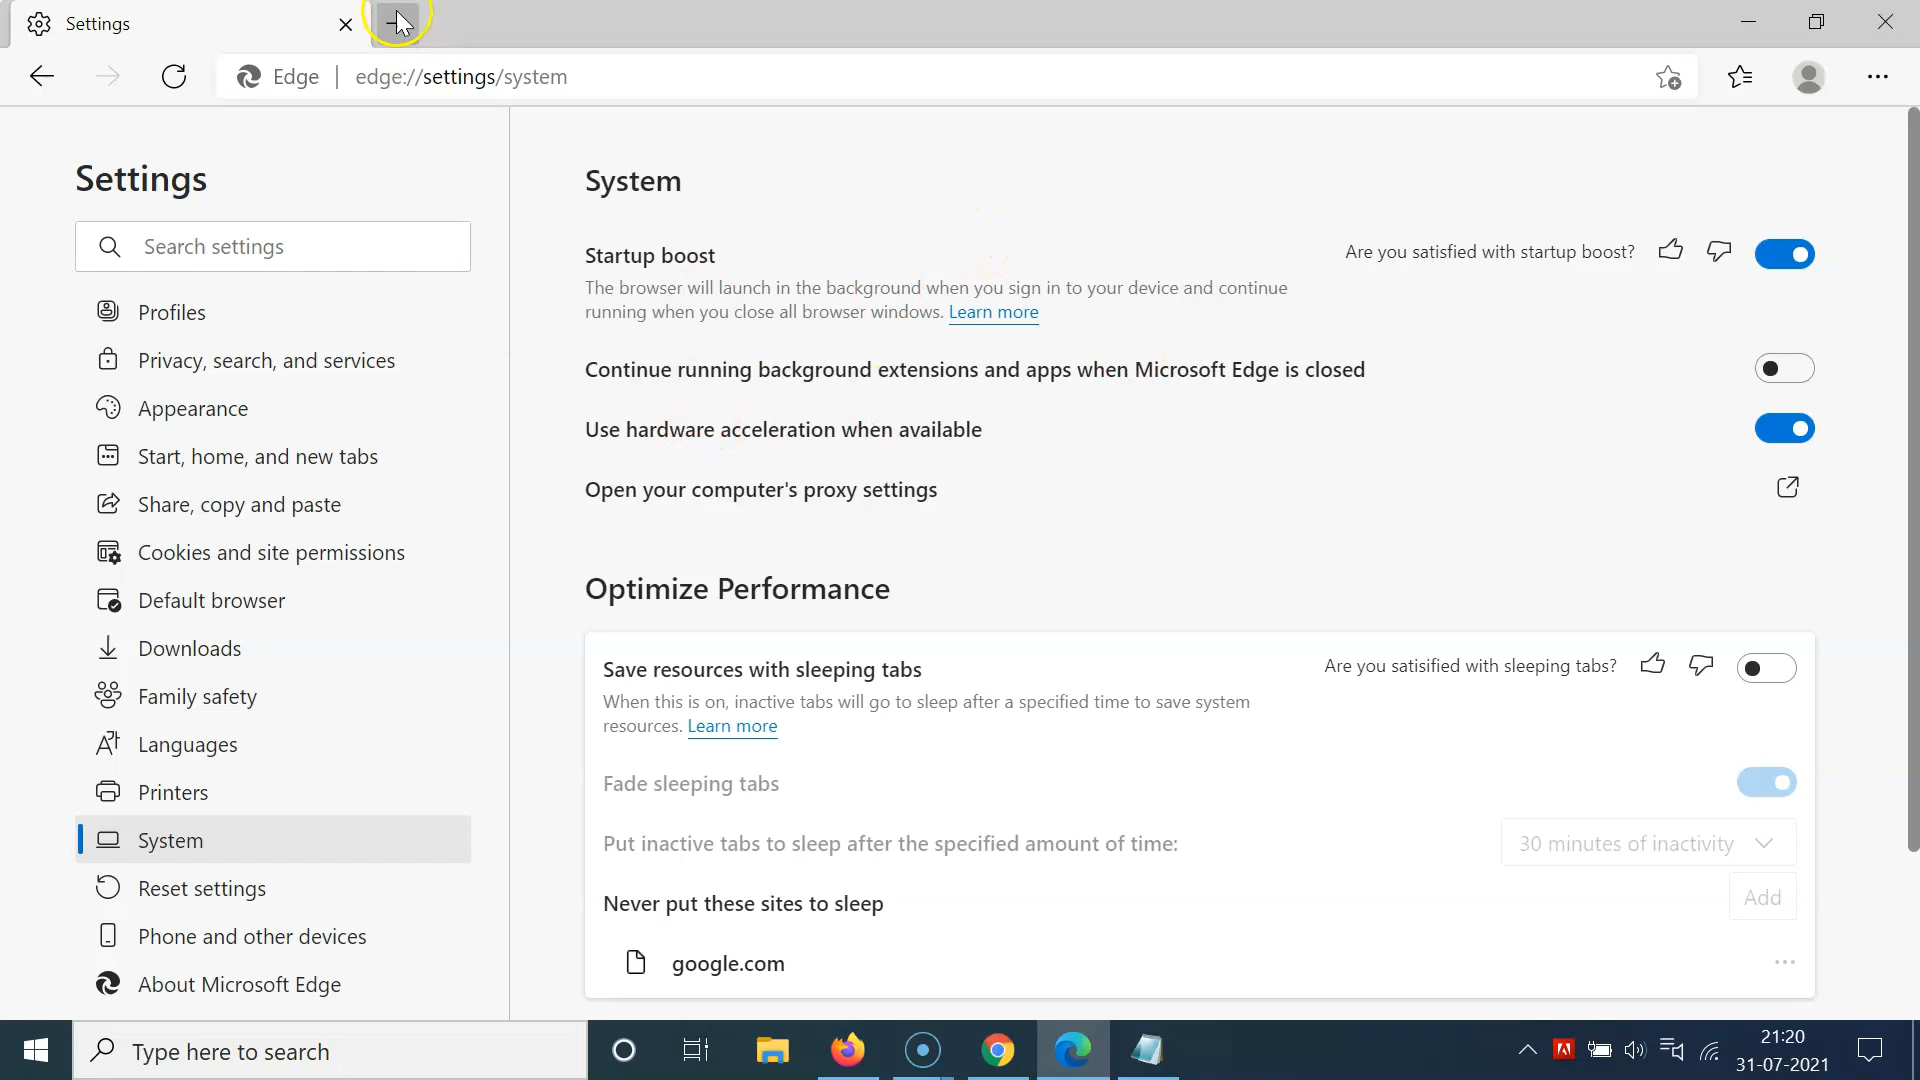 Settings
Edge
edge://settings/system
Settings
Search settings
Profiles
Privacy, search, and services
Appearance
Start, home, and new tabs
Share, copy and paste
Cookies and site permissions
Default browser
Downloads
Family safety
Languages
Printers
System
Reset settings
Phone and other devices
About Microsoft Edge
System
Startup boost
Are you satisfied with startup boost?
The browser will launch in the background when you sign in to your device and continue
running when you close all browser windows. Learn more
Continue running background extensions and apps when Microsoft Edge is closed
Use hardware acceleration when available
Open your computer's proxy settings
Optimize Performance
Save resources with sleeping tabs
Are you satisified with sleeping tabs?
When this is on, inactive tabs will go to sleep after a specified time to save system
resources. Learn more
Fade sleeping tabs
Put inactive tabs to sleep after the specified amount of time:
30 minutes of inactivity
Never put these sites to sleep
Add
google.com
Type here to search
21:20
31-07-2021